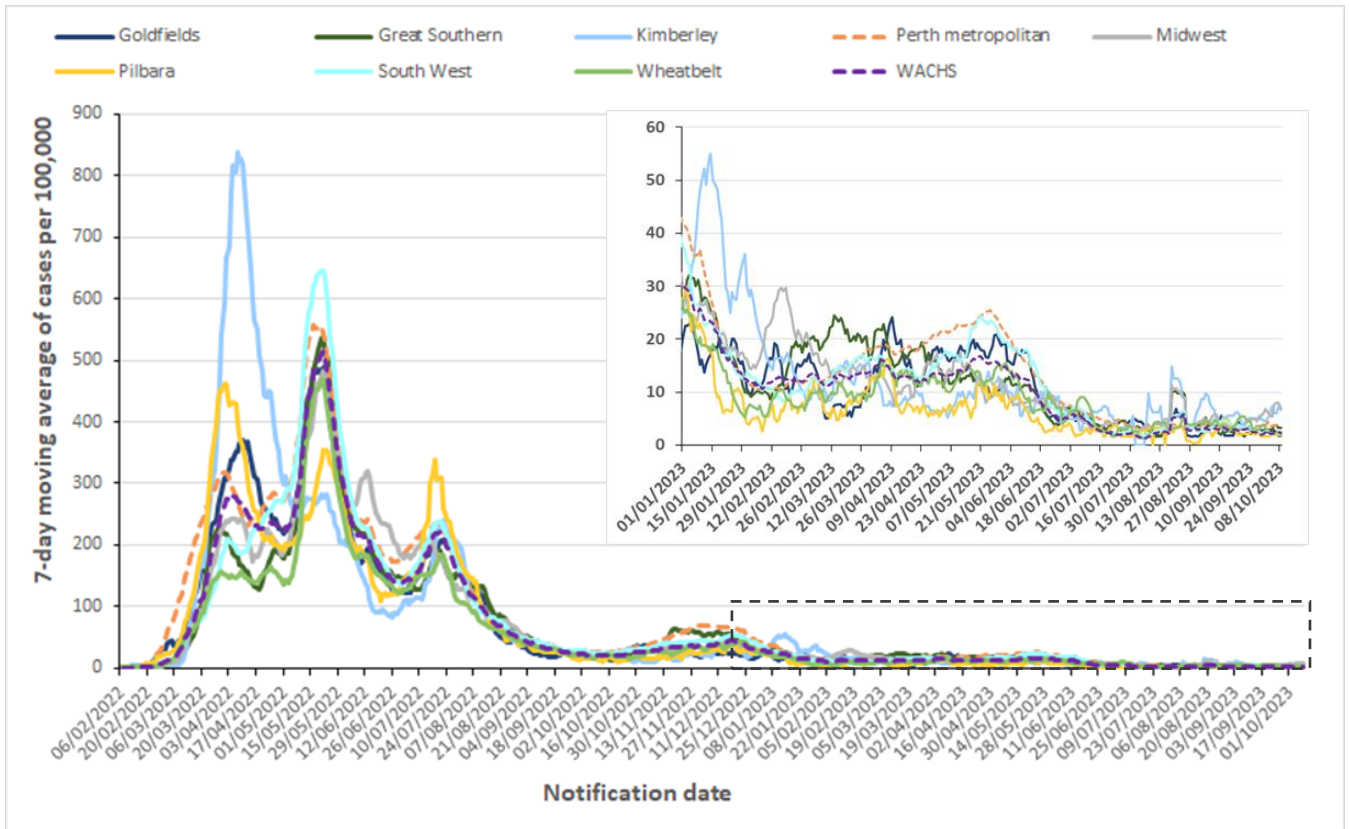 Goldfields Great Southern Kimberley Perth metropolitan Midwest
Pilbara South West Wheatbelt WACHS
7-day moving average of cases per 100,000
900
800
700
600
500
400
300
200
100
0
60
50
40
30
20
10
0
01/01/2023 15/01/2023 29/01/2023 12/02/2023 26/02/2023 12/03/2023 26/03/2023 09/04/2023 23/04/2023 07/05/2023 21/05/2023 04/06/2023 18/06/2023 02/07/2023 16/07/2023 30/07/2023 13/08/2023 27/08/2023 10/09/2023 24/09/2023 08/10/2023
06/02/2022 20/02/2022 06/03/2022 20/03/2022 03/04/2022 17/04/2022 01/05/2022 15/05/2022 29/05/2022 12/06/2022 26/06/2022 10/07/2022 24/07/2022 07/08/2022 21/08/2022 04/09/2022 18/09/2022 02/10/2022 16/10/2022 30/10/2022 13/11/2022 27/11/2022 11/12/2022 25/12/2022 08/01/2023 22/01/2023 05/02/2023 19/02/2023 05/03/2023 19/03/2023 02/04/2023 16/04/2023 30/04/2023 14/05/2023 28/05/2023 11/06/2023 25/06/2023 09/07/2023 23/07/2023 06/08/2023 20/08/2023 03/09/2023 17/09/2023 01/10/2023
Notification date